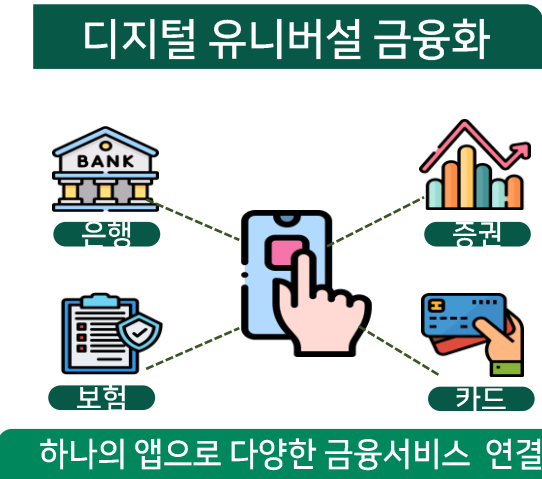 디지털 유니버설 금융화
BANK
은행
증권
보험
카드
하나의 앱으로 다양한 금융서비스 연결